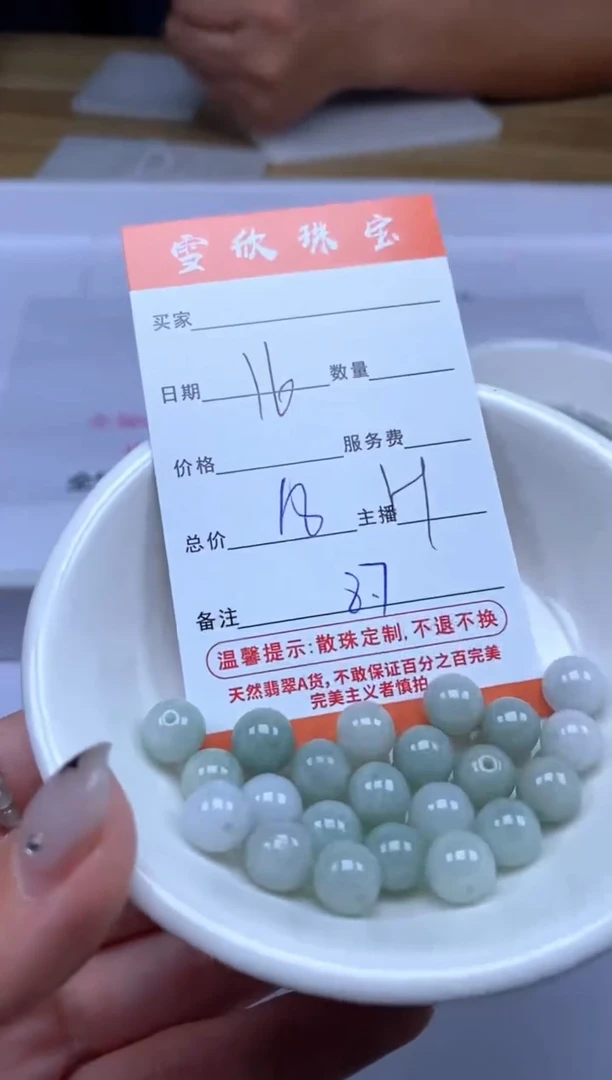 雪欣珠宝
买家
日期 16 数量
价格 服务费
总价 18 主播
备注 8.7
温馨提示:散珠定制,不退不换
天然翡翠A货,不敢保证百分之百完美
完美主义者慎拍